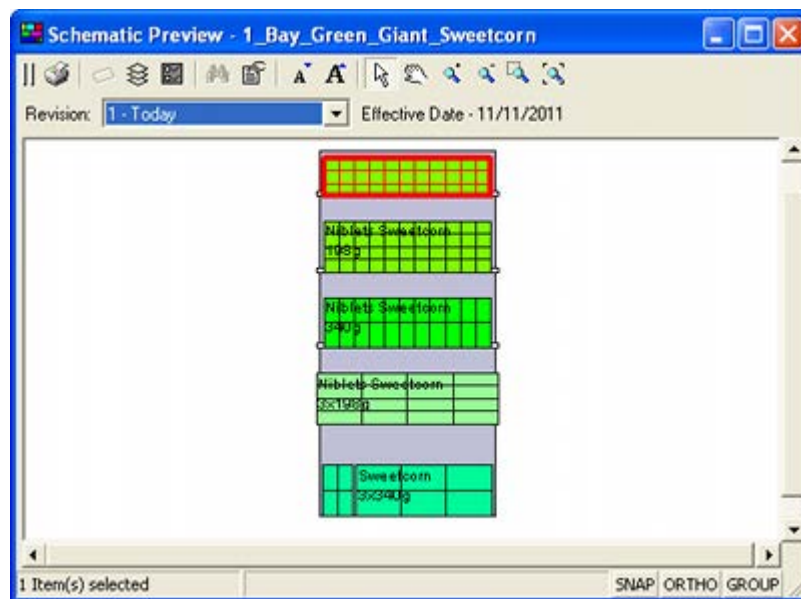 Schematic Preview - 1_Bay_Green_Giant_Sweetcorn
A A
Revision: 1 - Today Effective Date - 11/11/2011
Niblets Sweetcorn
198g
Niblets Sweetcorn
340g
Niblets Sweetcorn
3x198g
Sweetcorn
3x340g
1 Item(s) selected SNAP ORTHO GROUP